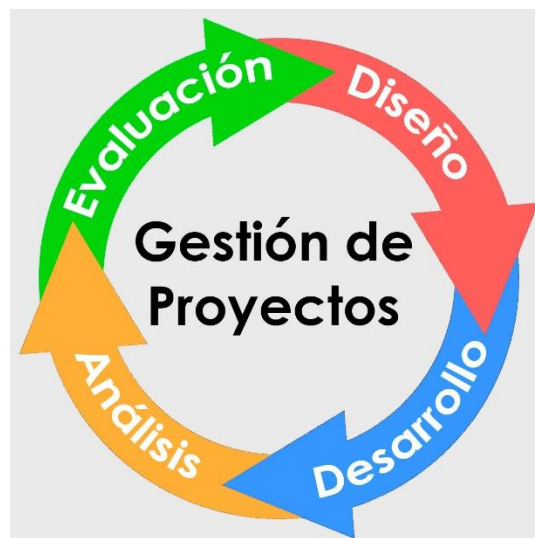 Evaluación
Diseño
Gestión de
Proyectos
Análisis
Desarrollo